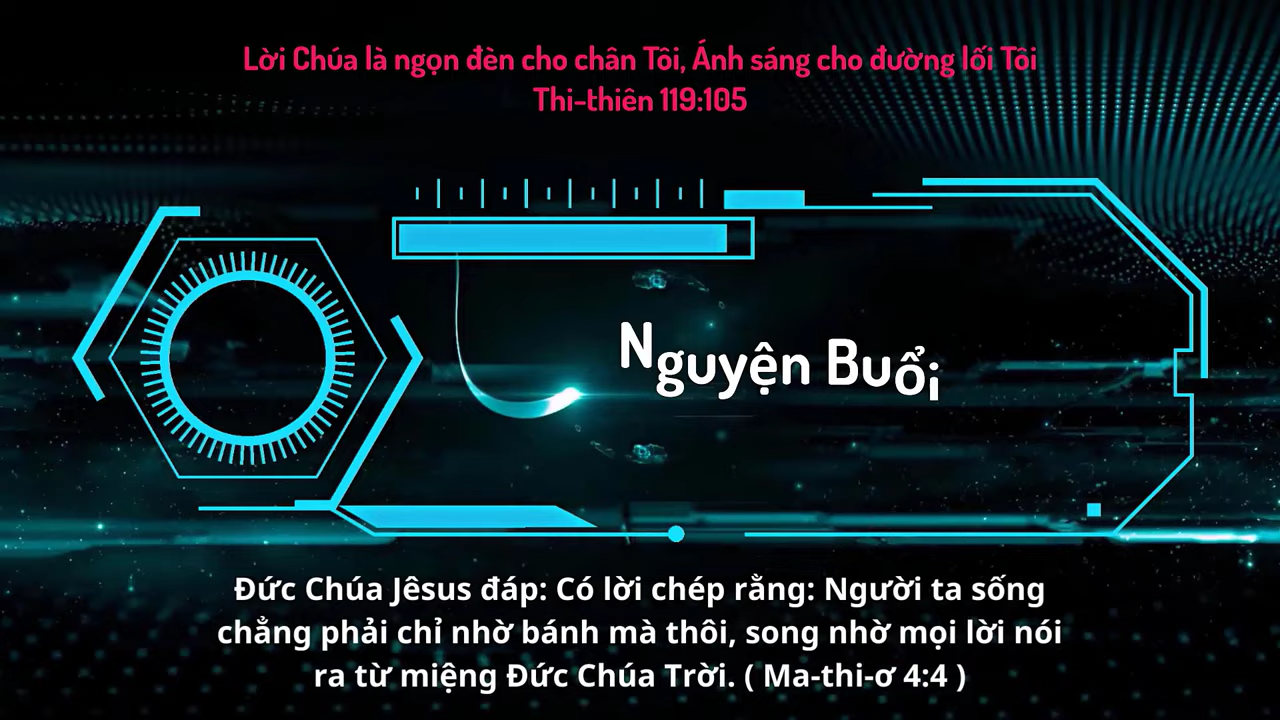 Lời Chúa là ngọn đèn cho chân Tôi, Ánh sáng cho đường lối Tôi
Thi-thiên 119:105
Nguyện Buổi
Đức Chúa Jêsus đáp: Có lời chép rằng: Người ta sống
chẳng phải chỉ nhờ bánh mà thôi, song nhờ mọi lời nói
ra từ miệng Đức Chúa Trời. ( Ma-thi-ơ 4:4 )